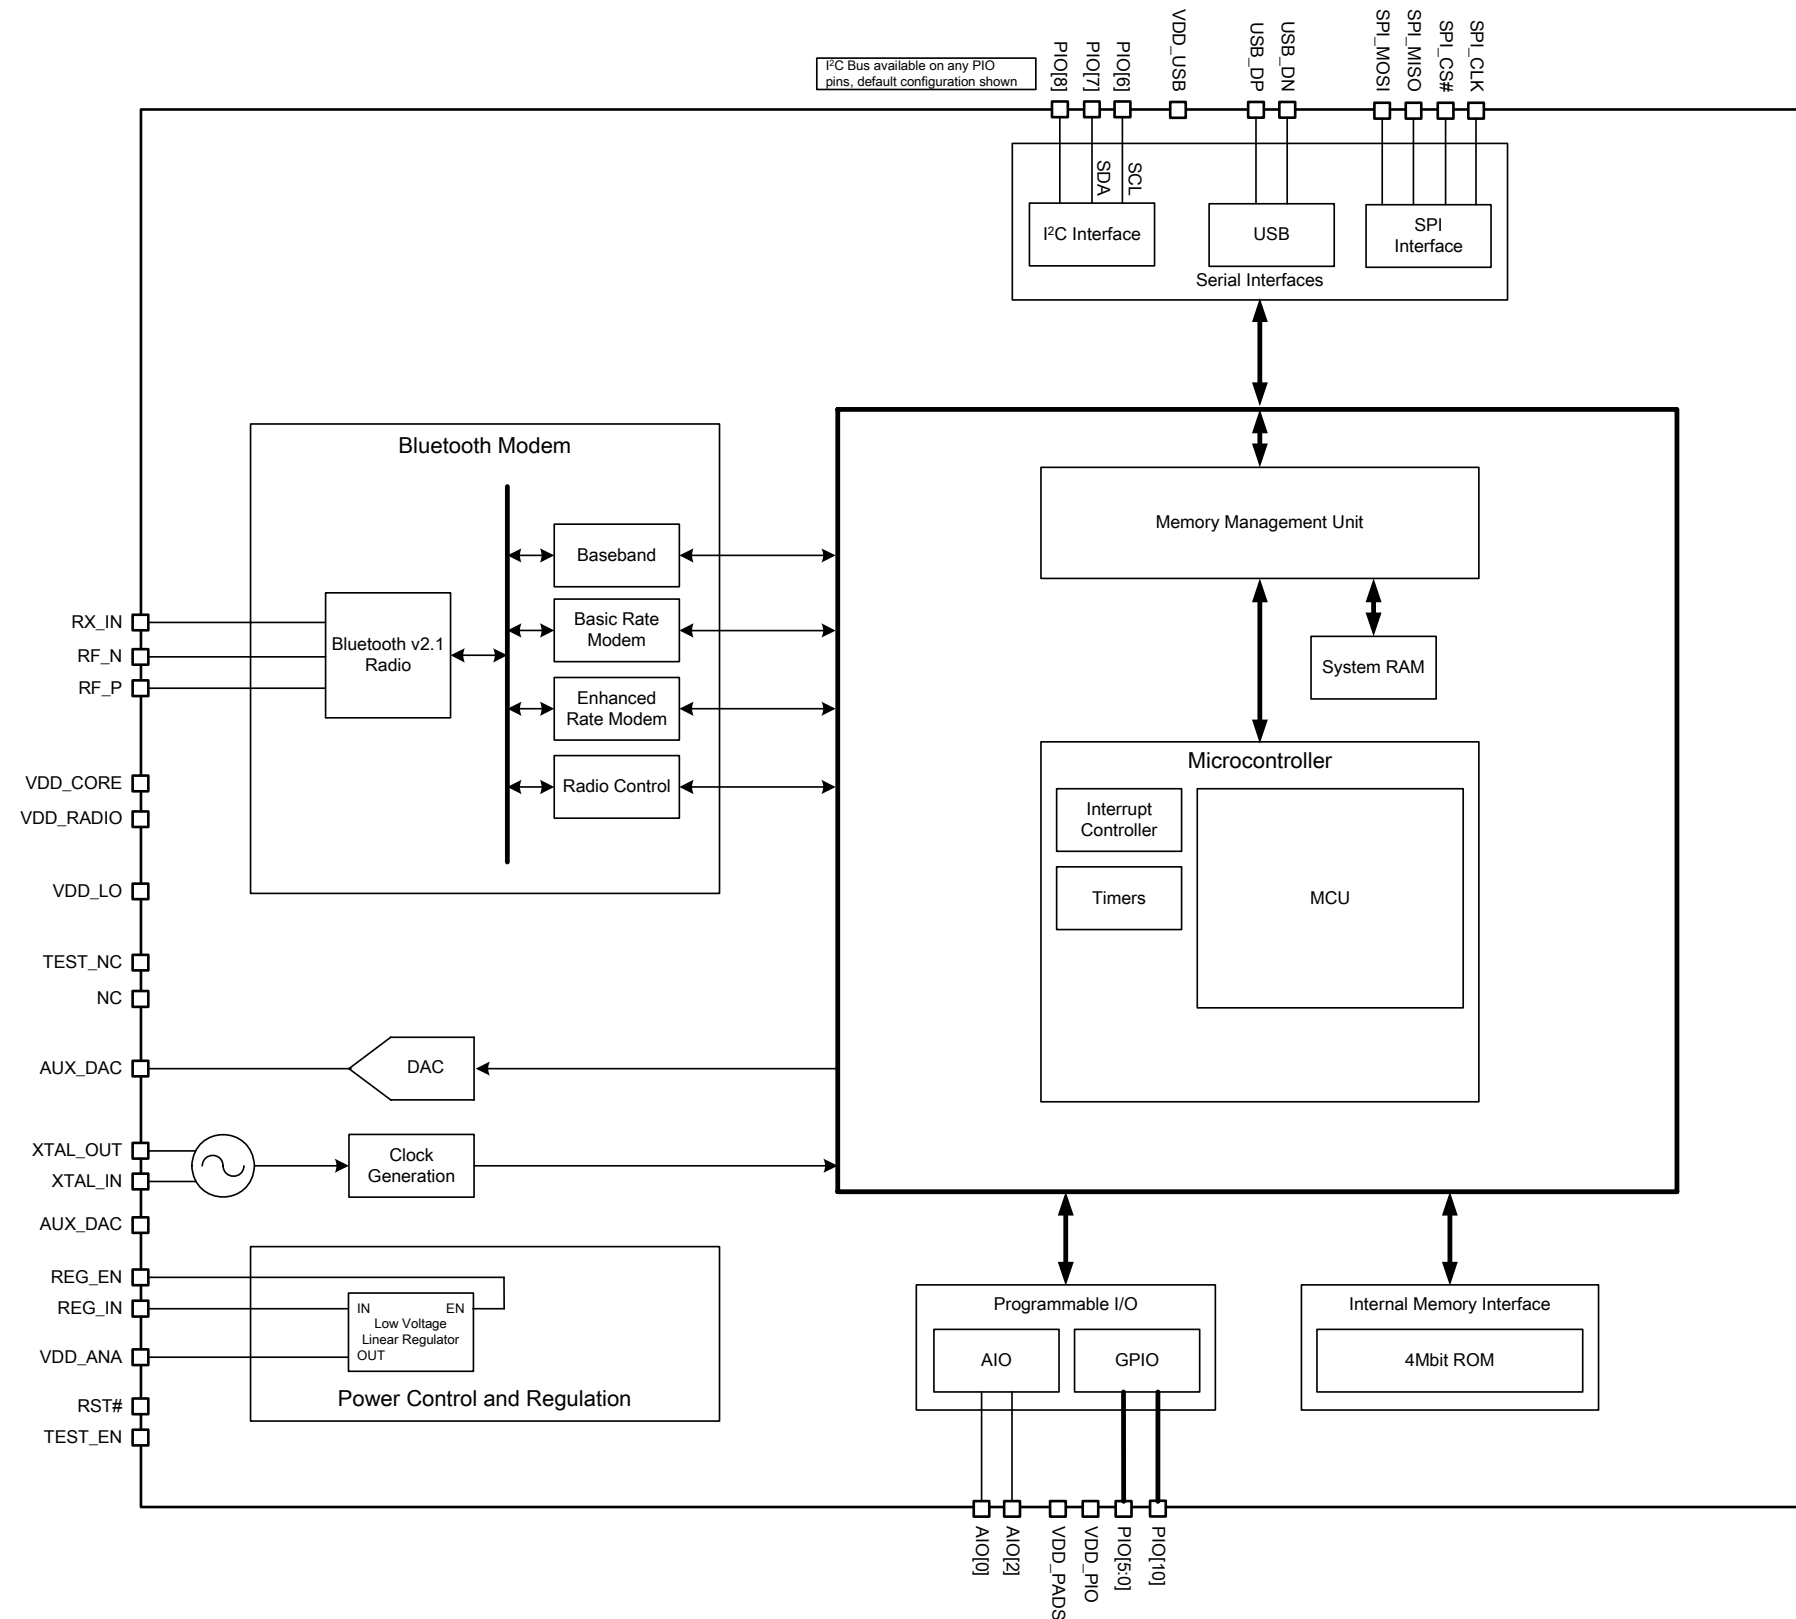 I²C Bus available on any PIO
pins, default configuration shown
PIO[8]
PIO[7]
PIO[6]
VDD_USB
USB_DP
USB_DN
SPI_MOSI
SPI_MISO
SPI_CS#
SPI_CLK
SDA
SCL
I²C Interface
USB
SPI
Interface
Serial Interfaces
Bluetooth Modem
Baseband
Basic Rate
Modem
Enhanced
Rate Modem
Radio Control
Bluetooth v2.1
Radio
RX_IN
RF_N
RF_P
VDD_CORE
VDD_RADIO
VDD_LO
TEST_NC
NC
AUX_DAC
XTAL_OUT
XTAL_IN
AUX_DAC
REG_EN
REG_IN
VDD_ANA
RST#
TEST_EN
Memory Management Unit
System RAM
Microcontroller
Interrupt
Controller
Timers
MCU
DAC
Clock
Generation
IN
EN
Low Voltage
Linear Regulator
OUT
Power Control and Regulation
Programmable I/O
AIO
GPIO
Internal Memory Interface
4Mbit ROM
AIO[0]
AIO[2]
VDD_PADS
VDD_PIO
PIO[5:0]
PIO[10]